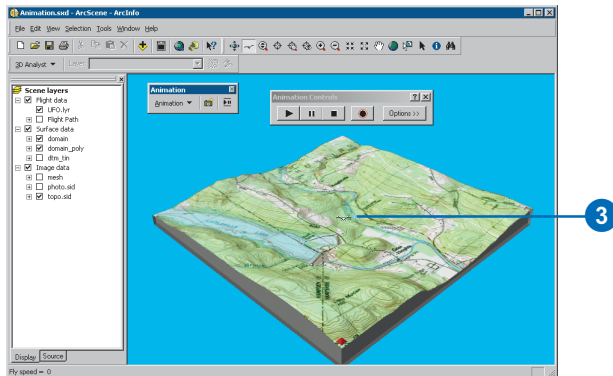 Animation.sxd - ArcScene - ArcInfo
File Edit View Selection Tools Window Help
3D Analyst Layer:
Scene layers
Flight data
UFO.lyr
Flight Path
Surface data
domain
domain_poly
dtm_tin
Image data
mesh
photo.sid
topo.sid
Animation
Animation
Animation Controls
Options >>
3
Display Source
Fly speed = 0